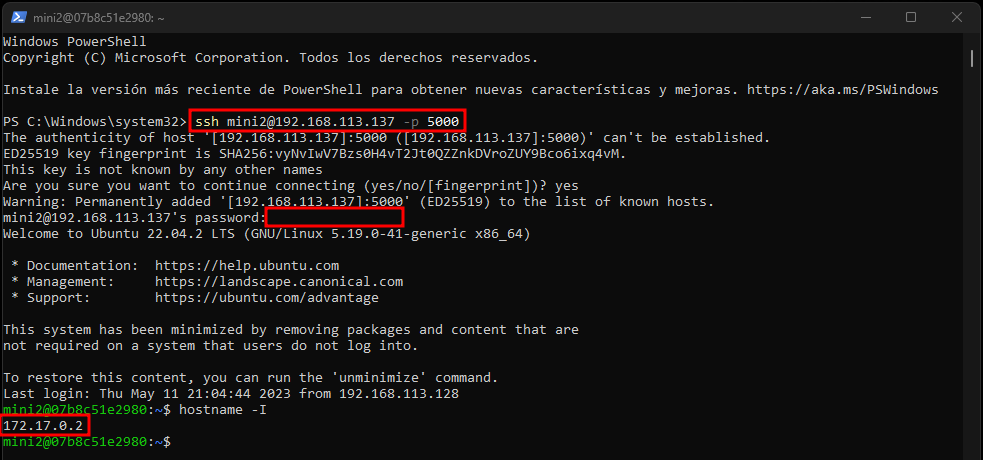 mini2@07b8c51e2980: ~
Windows PowerShell
Copyright (C) Microsoft Corporation. Todos los derechos reservados.
Instale la versión más reciente de PowerShell para obtener nuevas características y mejoras. https://aka.ms/PSWindows
PS C:\Windows\system32> ssh mini2@192.168.113.137 -p 5000
The authenticity of host '[192.168.113.137]:5000 ([192.168.113.137]:5000)' can't be established.
ED25519 key fingerprint is SHA256:vyNvIwV7Bzs0H4vT2Jt0QZZnkDVroZUY9Bco6ixq4vM.
This key is not known by any other names
Are you sure you want to continue connecting (yes/no/[fingerprint])? yes
Warning: Permanently added '[192.168.113.137]:5000' (ED25519) to the list of known hosts.
mini2@192.168.113.137's password:
Welcome to Ubuntu 22.04.2 LTS (GNU/Linux 5.19.0-41-generic x86_64)
* Documentation:  https://help.ubuntu.com
* Management:     https://landscape.canonical.com
* Support:        https://ubuntu.com/advantage
This system has been minimized by removing packages and content that are
not required on a system that users do not log into.
To restore this content, you can run the 'unminimize' command.
Last login: Thu May 11 21:04:44 2023 from 192.168.113.128
mini2@07b8c51e2980:~$ hostname -I
172.17.0.2
mini2@07b8c51e2980:~$